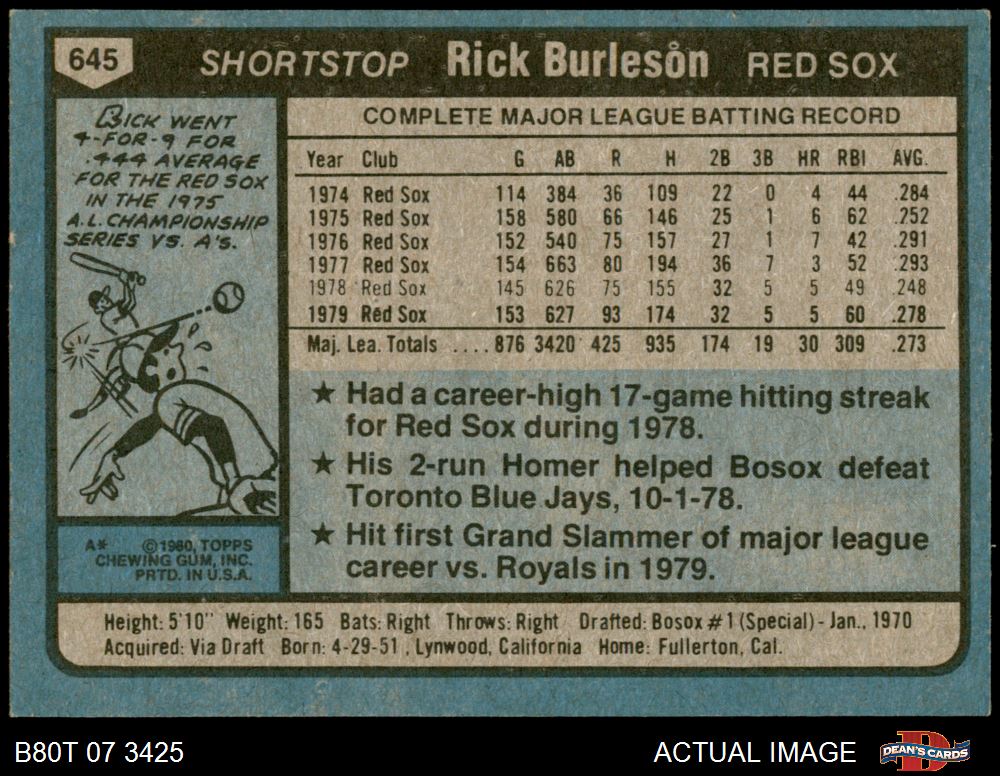 645
SHORTSTOP Rick Burleson RED SOX
RICK WENT
4-FOR-9 FOR
.444 AVERAGE
FOR THE RED SOX
IN THE 1975
A.L. CHAMPIONSHIP
SERIES VS. A'S.
COMPLETE MAJOR LEAGUE BATTING RECORD
Year Club G AB R H 2B 3B HR RBI AVG.
1974 Red Sox 114 384 36 109 22 0 4 44 .284
1975 Red Sox 158 580 66 146 25 1 6 62 .252
1976 Red Sox 152 540 75 157 27 1 7 42 .291
1977 Red Sox 154 663 80 194 36 7 3 52 .293
1978 Red Sox 145 626 75 155 32 5 5 49 .248
1979 Red Sox 153 627 93 174 32 5 5 60 .278
Maj. Lea. Totals ....876 3420 425 935 174 19 30 309 .273
★ Had a career-high 17-game hitting streak
for Red Sox during 1978.
★ His 2-run Homer helped Bosox defeat
Toronto Blue Jays, 10-1-78.
★ Hit first Grand Slammer of major league
career vs. Royals in 1979.
A* ©1980, TOPPS
CHEWING GUM, INC.
PRTD. IN U.S.A.
Height: 5'10" Weight: 165 Bats: Right Throws: Right Drafted: Bosox #1 (Special) - Jan., 1970
Acquired: Via Draft Born: 4-29-51, Lynwood, California Home: Fullerton, Cal.
B80T 07 3425 ACTUAL IMAGE
DEAN'S CARDS